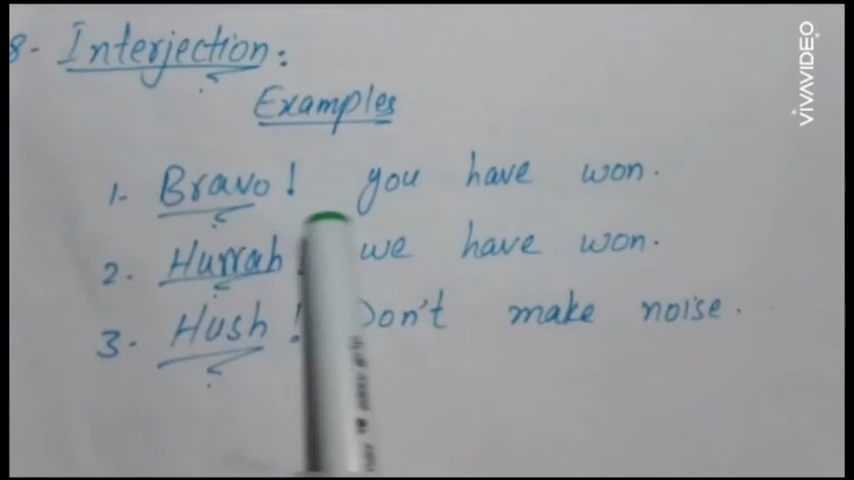 8- Interjection:
Examples
1- Bravo! you have won.
2. Hurrah! we have won.
3. Hush! Don't make noise.
VIVAVIDEO